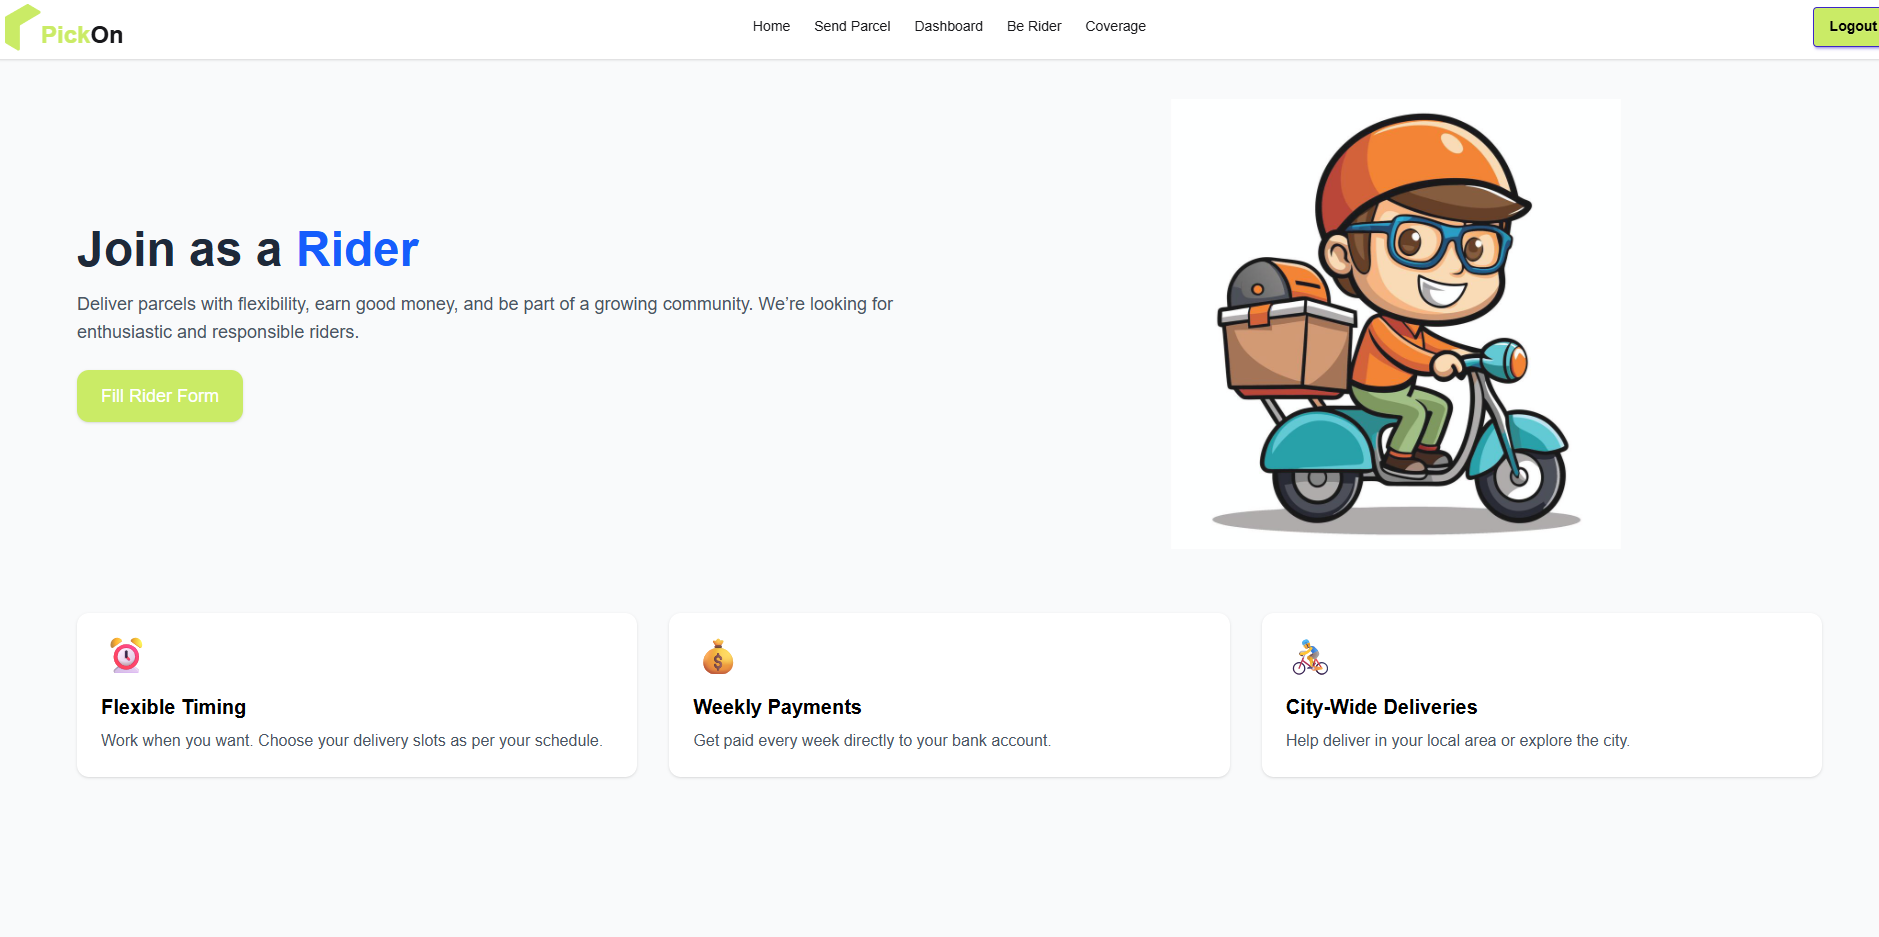 PickOn
Home Send Parcel Dashboard Be Rider Coverage
Logout
Join as a Rider
Deliver parcels with flexibility, earn good money, and be part of a growing community. We’re looking for
enthusiastic and responsible riders.
Fill Rider Form
Flexible Timing
Work when you want. Choose your delivery slots as per your schedule.
Weekly Payments
Get paid every week directly to your bank account.
City-Wide Deliveries
Help deliver in your local area or explore the city.